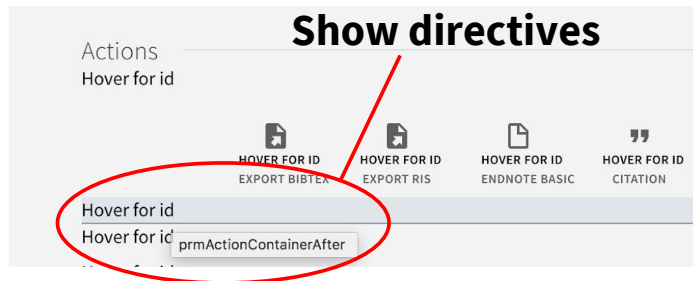 Show directives
Actions
Hover for id
HOVER FOR ID HOVER FOR ID HOVER FOR ID HOVER FOR ID
EXPORT BIBTEX EXPORT RIS ENDNOTE BASIC CITATION
Hover for id
Hover for id prmActionContainerAfter